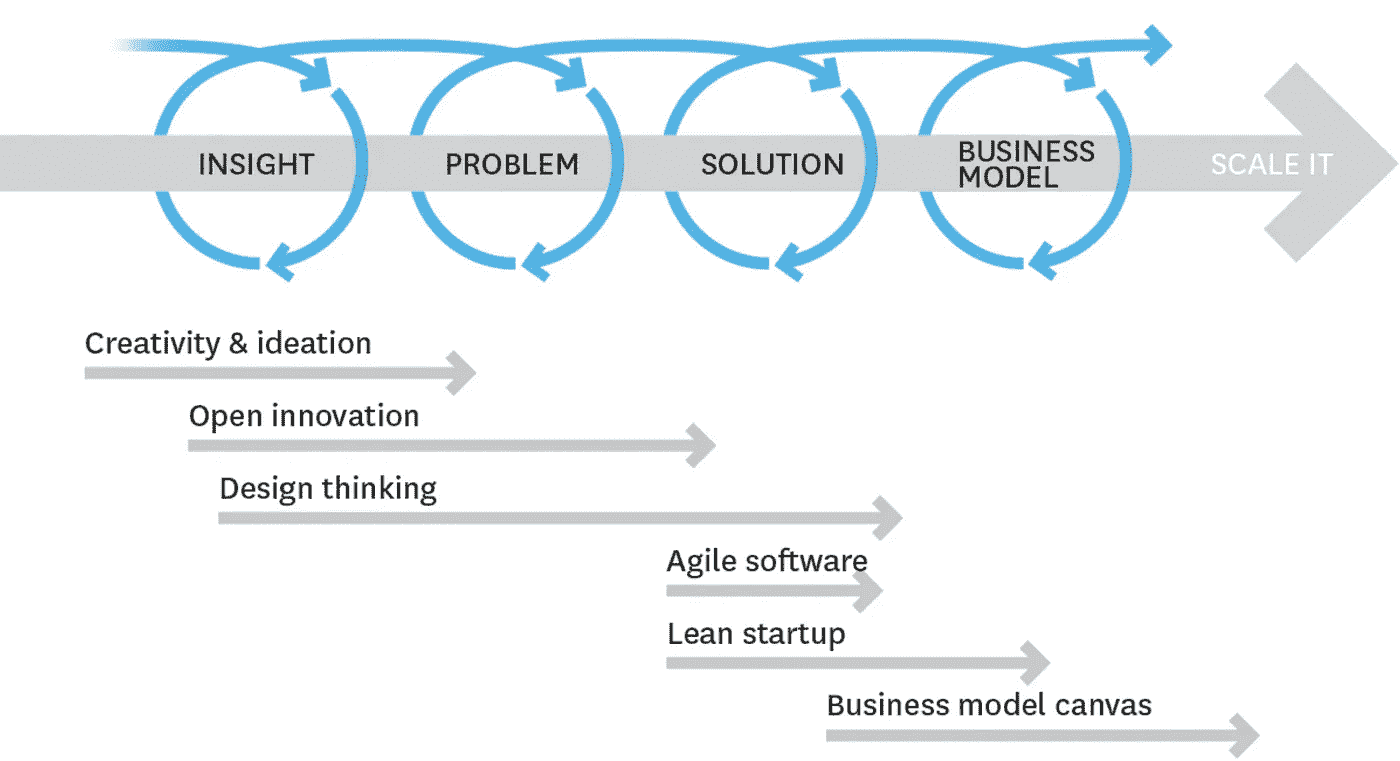 INSIGHT
PROBLEM
SOLUTION
BUSINESS
MODEL
SCALE IT
Creativity & ideation
Open innovation
Design thinking
Agile software
Lean startup
Business model canvas